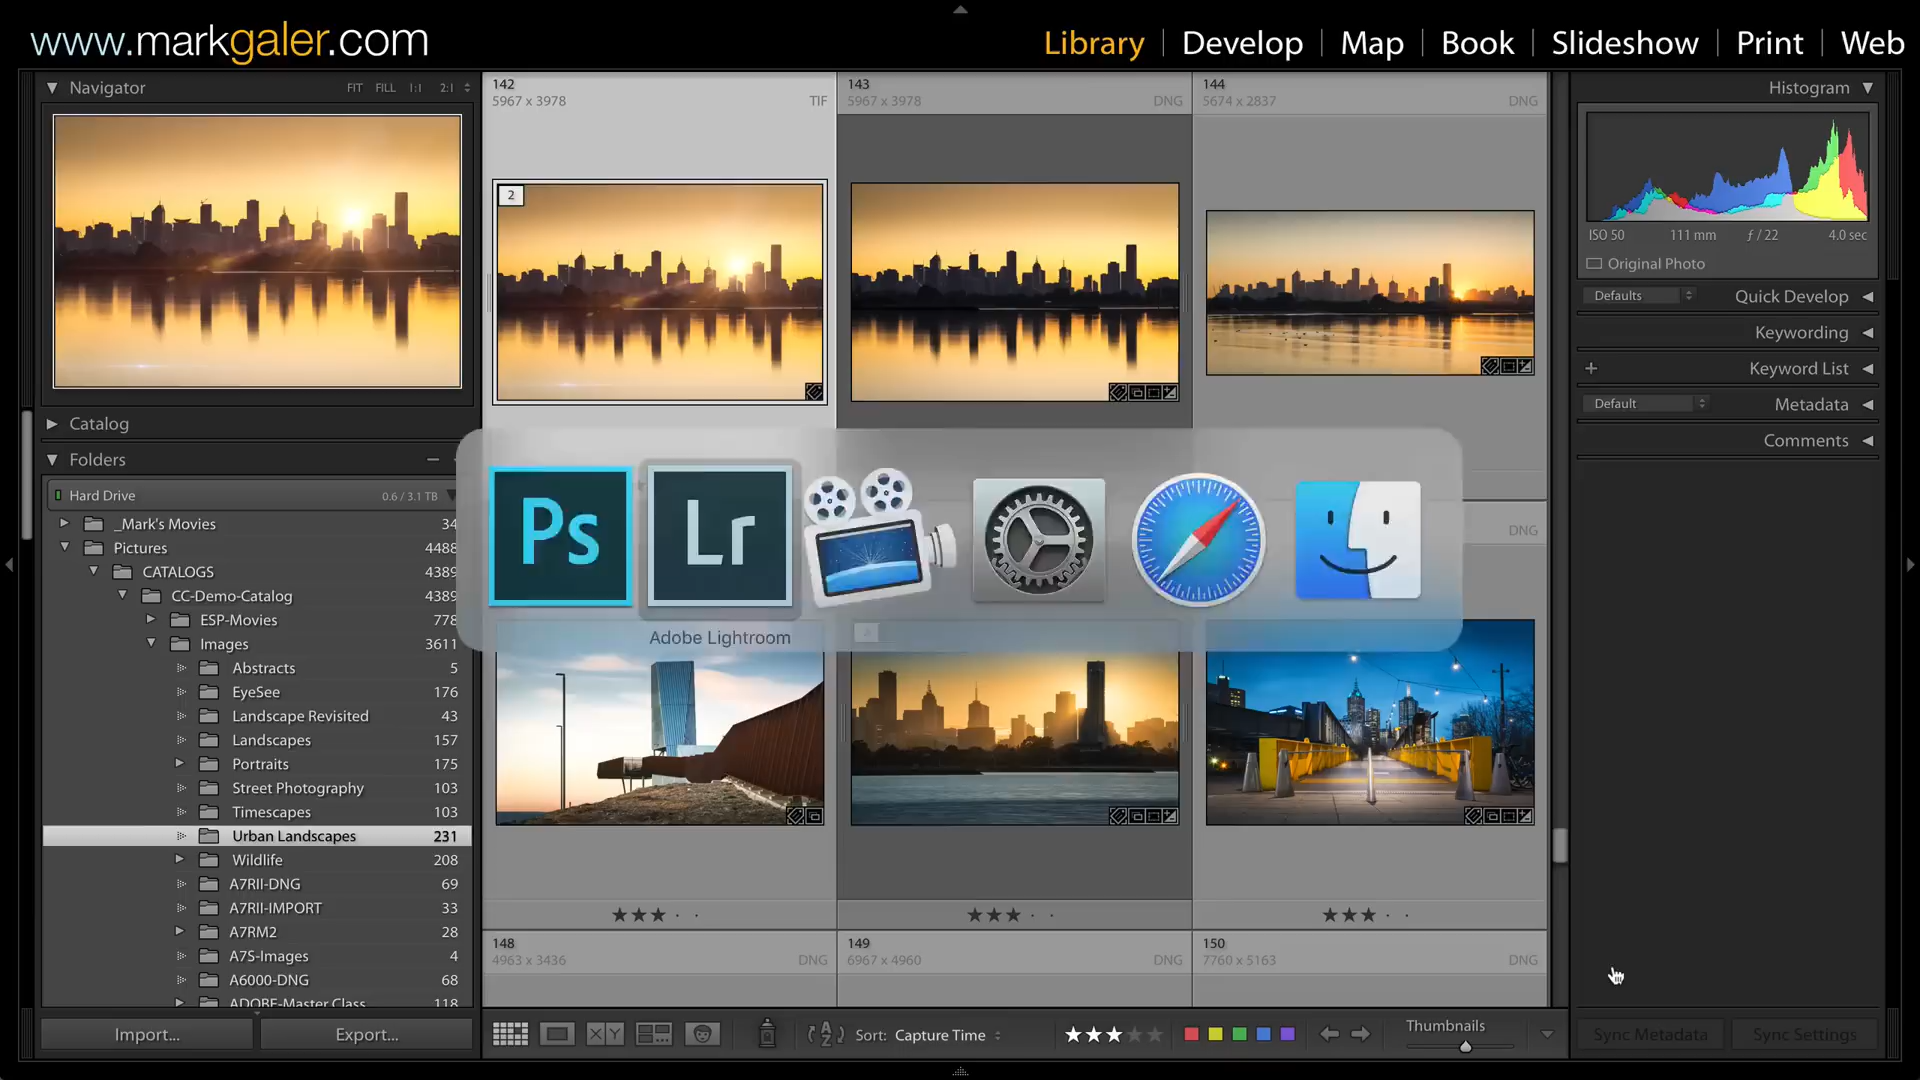 www.markgaler.com
Library | Develop | Map | Book | Slideshow | Print | Web
Navigator FIT FILL 1:1 2:1
Catalog
Folders
Hard Drive 0.6 / 3.1 TB
_Mark's Movies 34
Pictures 4488
CATALOGS 4389
CC-Demo-Catalog 4389
ESP-Movies 778
Images 3611
Abstracts 5
EyeSee 176
Landscape Revisited 43
Landscapes 157
Portraits 175
Street Photography 103
Timescapes 103
Urban Landscapes 231
Wildlife 208
A7RII-DNG 69
A7RII-IMPORT 33
A7RM2 28
A7S-Images 4
A6000-DNG 68
ADOBE-Master Class 118
Import... Export...
142
5967 x 3978 TIF
2
143
5967 x 3978 DNG
144
5674 x 2837 DNG
DNG
Ps Lr
Adobe Lightroom
148
4963 x 3436 DNG
149
6967 x 4960 DNG
150
7760 x 5163 DNG
XY
AZ
Sort: Capture Time
Thumbnails
Histogram
ISO 50 111 mm ƒ / 22 4.0 sec
Original Photo
Defaults Quick Develop
Keywording
+ Keyword List
Default Metadata
Comments
Sync Metadata Sync Settings